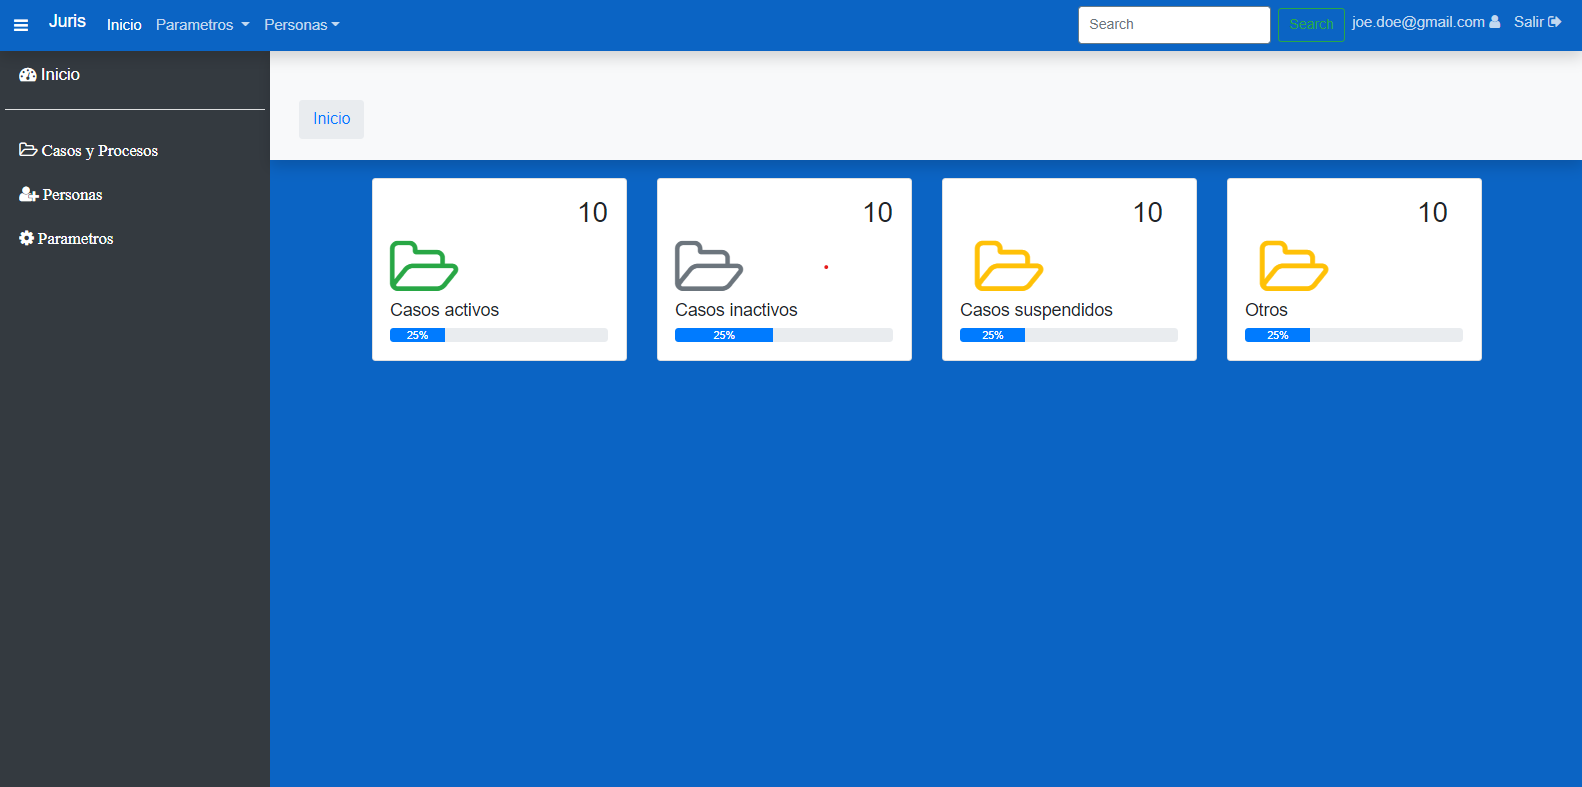 Juris Inicio Parametros Personas Search Search joe.doe@gmail.com Salir
Inicio
Casos y Procesos
Personas
Parametros
Inicio
10
Casos activos
25%
10
Casos inactivos
25%
10
Casos suspendidos
25%
10
Otros
25%